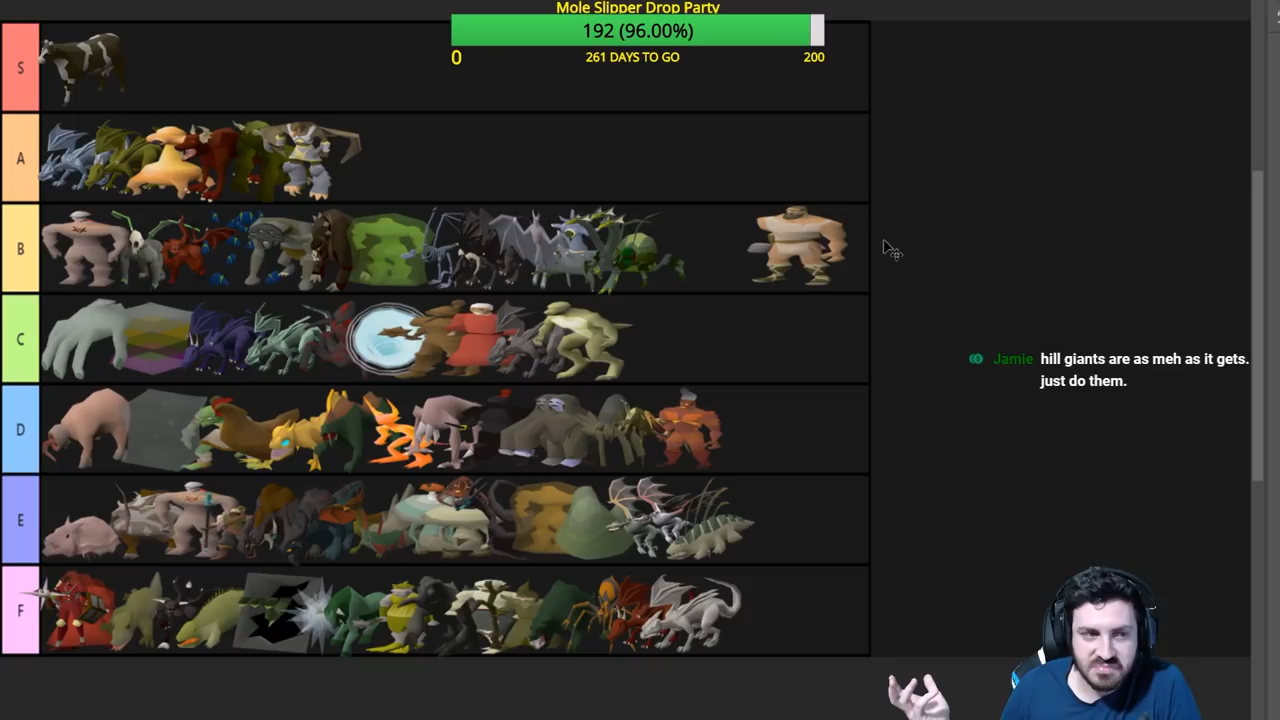 Mole Slipper Drop Party
192 (96.00%)
0
261 DAYS TO GO
200
S
A
B
C
Jamie hill giants are as meh as it gets.
just do them.
D
E
F